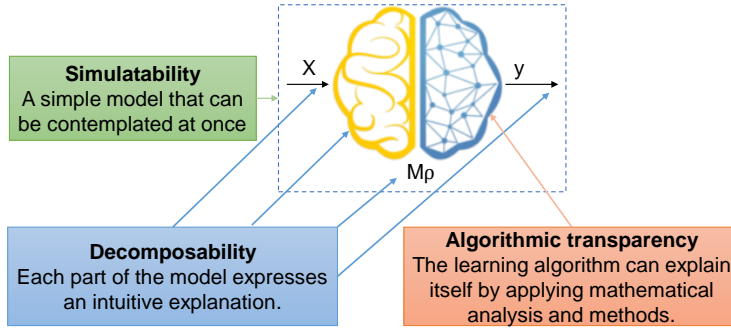 Simulatability
A simple model that can
be contemplated at once
X
y
Mρ
Decomposability
Each part of the model expresses
an intuitive explanation.
Algorithmic transparency
The learning algorithm can explain
itself by applying mathematical
analysis and methods.